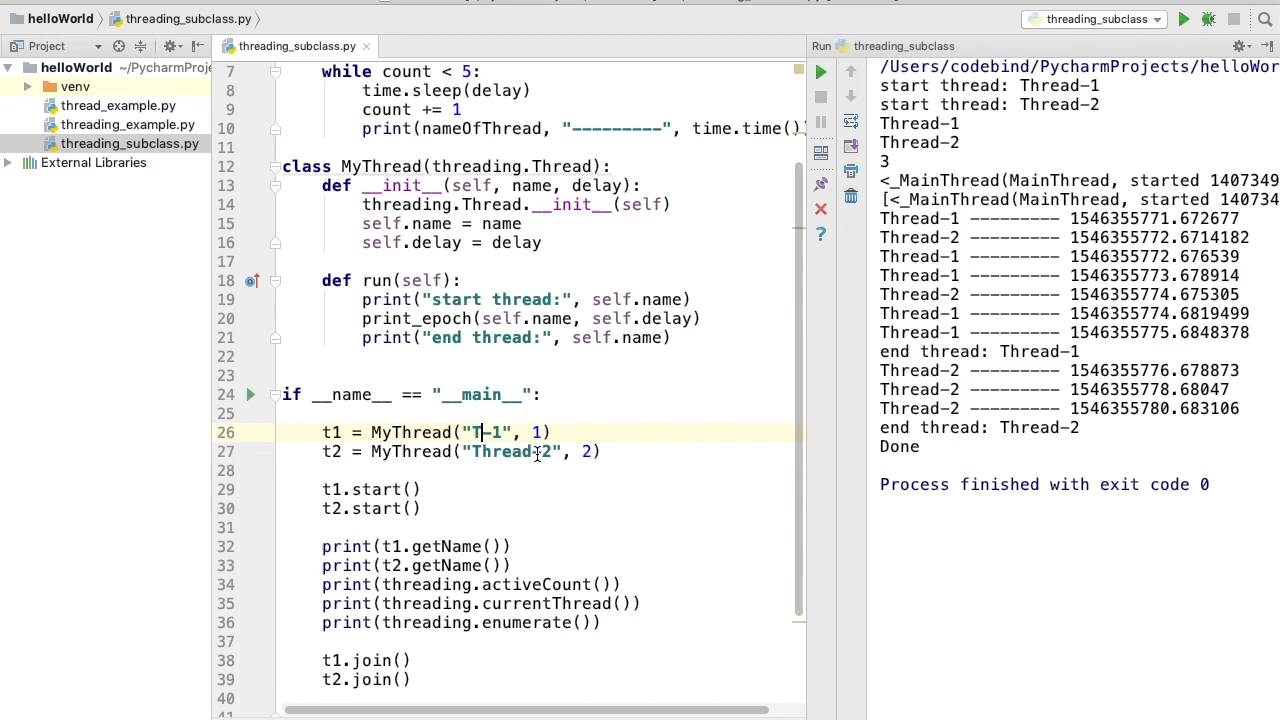 helloWorld
threading_subclass.py
threading_subclass
Project
threading_subclass.py
Run
threading_subclass
helloWorld ~/PycharmProje
venv
thread_example.py
threading_example.py
threading_subclass.py
External Libraries
7 while count < 5:
8 time.sleep(delay)
9 count += 1
10 print(nameOfThread, "---------", time.time())
11
12 class MyThread(threading.Thread):
13 def __init__(self, name, delay):
14 threading.Thread.__init__(self)
15 self.name = name
16 self.delay = delay
17
18 def run(self):
19 print("start thread:", self.name)
20 print_epoch(self.name, self.delay)
21 print("end thread:", self.name)
22
23
24 if __name__ == "__main__":
25
26 t1 = MyThread("T-1", 1)
27 t2 = MyThread("Thread-2", 2)
28
29 t1.start()
30 t2.start()
31
32 print(t1.getName())
33 print(t2.getName())
34 print(threading.activeCount())
35 print(threading.currentThread())
36 print(threading.enumerate())
37
38 t1.join()
39 t2.join()
40
41
/Users/codebind/PycharmProjects/helloWor
start thread: Thread-1
start thread: Thread-2
Thread-1
Thread-2
3
<_MainThread(MainThread, started 1407349
[<_MainThread(MainThread, started 140734
Thread-1 --------- 1546355771.672677
Thread-2 --------- 1546355772.6714182
Thread-1 --------- 1546355772.676539
Thread-1 --------- 1546355773.678914
Thread-2 --------- 1546355774.675305
Thread-1 --------- 1546355774.6819499
Thread-1 --------- 1546355775.6848378
end thread: Thread-1
Thread-2 --------- 1546355776.678873
Thread-2 --------- 1546355778.68047
Thread-2 --------- 1546355780.683106
end thread: Thread-2
Done
Process finished with exit code 0